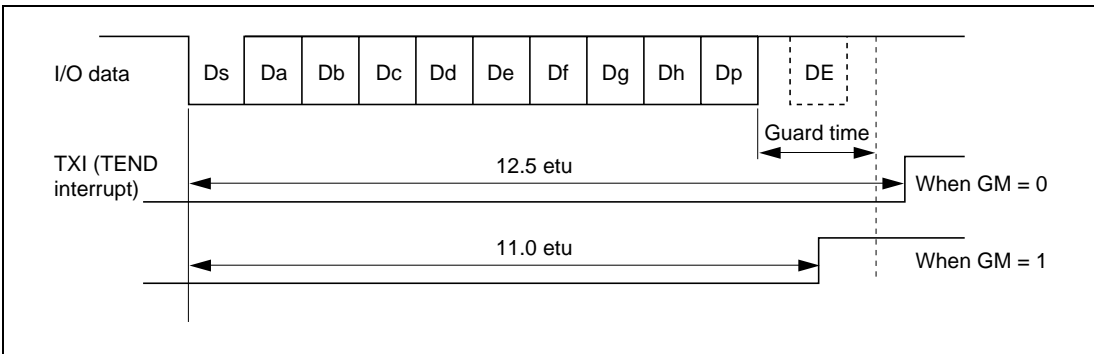 I/O data
Ds Da Db Dc Dd De Df Dg Dh Dp DE
Guard time
TXI (TEND
interrupt)
12.5 etu
When GM = 0
11.0 etu
When GM = 1